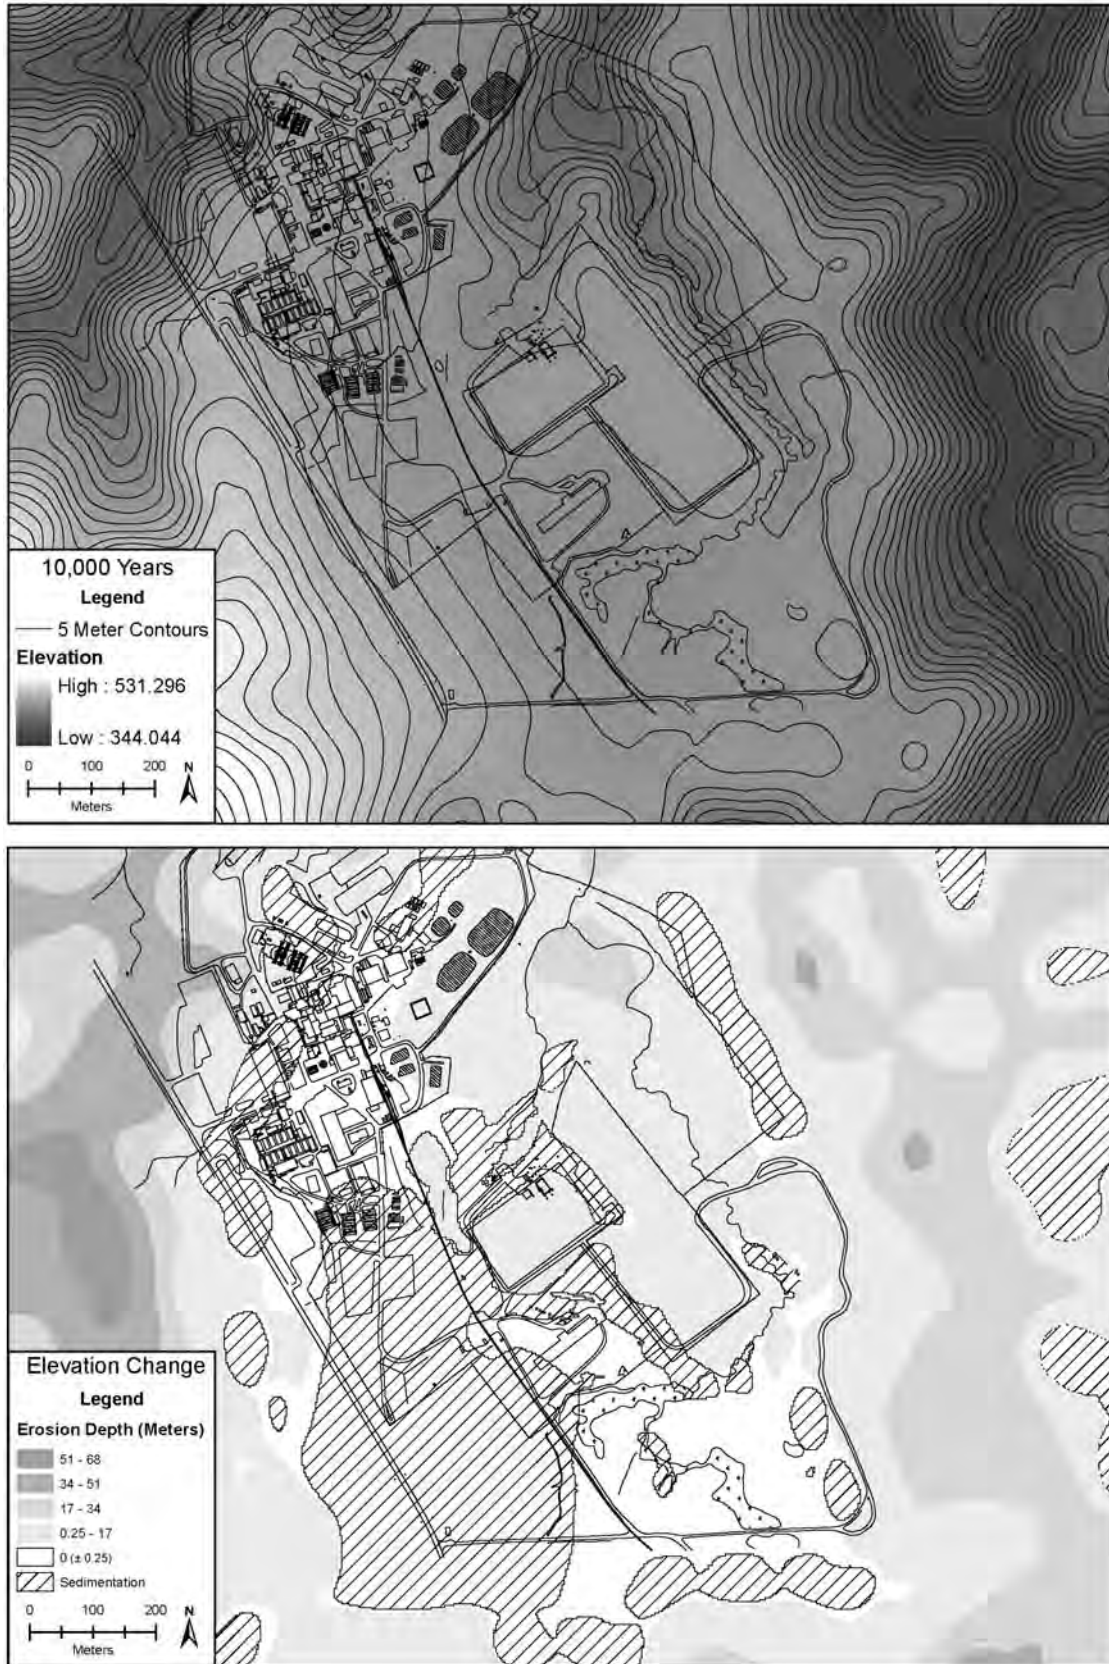 10,000 Years
Legend
5 Meter Contours
Elevation
High : 531.296
Low : 344.044
0 100 200
Meters
N
Elevation Change
Legend
Erosion Depth (Meters)
51 - 68
34 - 51
17 - 34
0.25 - 17
0 (± 0.25)
Sedimentation
0 100 200
Meters
N